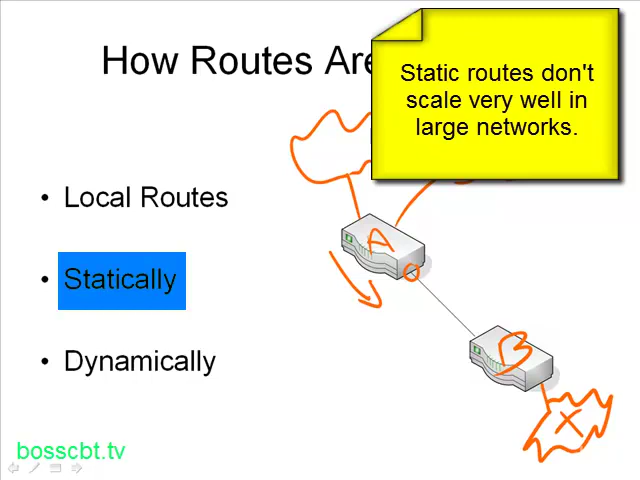 How Routes Are
Static routes don't
scale very well in
large networks.
• Local Routes
• Statically
• Dynamically
A
B
X
bosscbt.tv